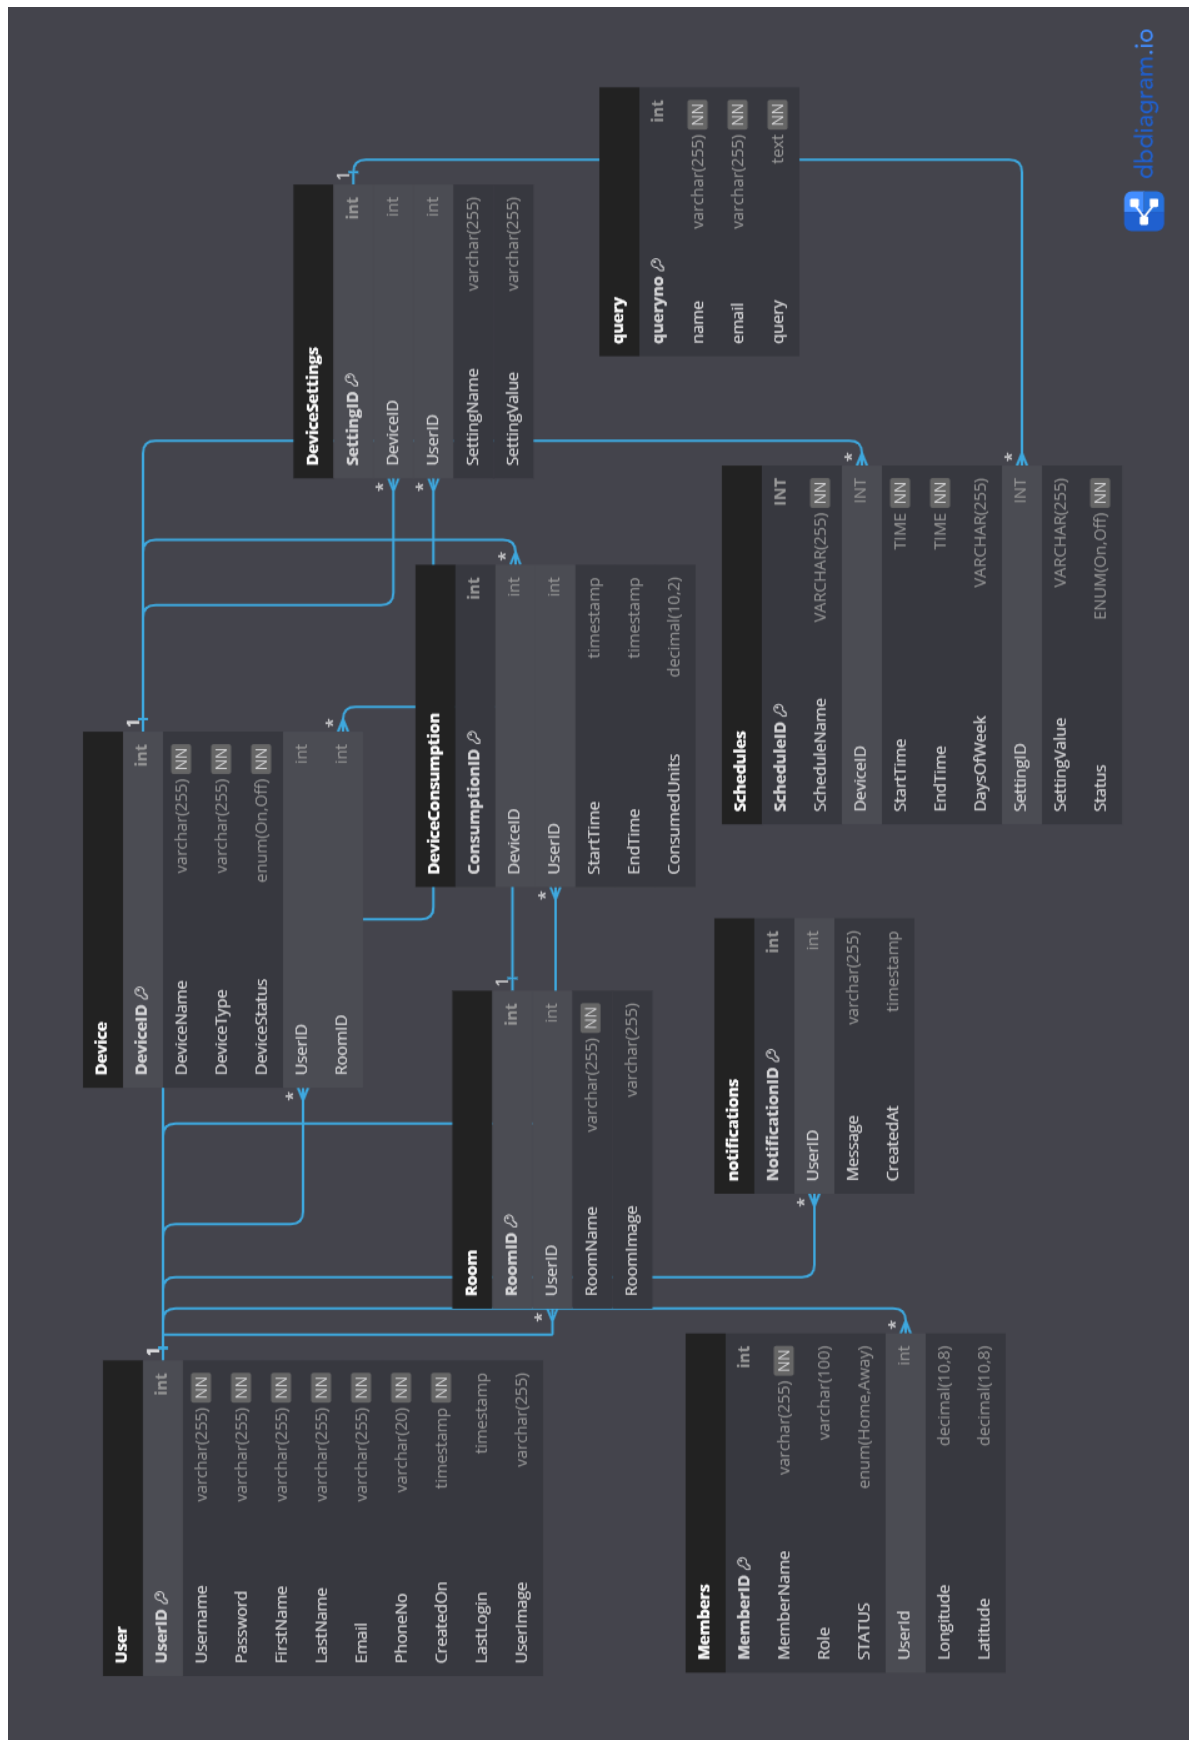 User
UserID int
Username varchar(255) NN
Password varchar(255) NN
FirstName varchar(255) NN
LastName varchar(255) NN
Email varchar(255) NN
PhoneNo varchar(20) NN
CreatedOn timestamp NN
LastLogin timestamp
UserImage varchar(255)
1
Members
MemberID int
MemberName varchar(255) NN
Role varchar(100)
STATUS enum(Home,Away)
UserId int
Longitude decimal(10,8)
Latitude decimal(10,8)
*
Room
RoomID int
UserID int
RoomName varchar(255) NN
RoomImage varchar(255)
*
1
notifications
NotificationID int
UserID int
Message varchar(255)
CreatedAt timestamp
*
Device
DeviceID int
DeviceName varchar(255) NN
DeviceType varchar(255) NN
DeviceStatus enum(On,Off) NN
UserID int
RoomID int
*
1
*
DeviceConsumption
ConsumptionID int
DeviceID int
UserID int
StartTime timestamp
EndTime timestamp
ConsumedUnits decimal(10,2)
*
*
Schedules
ScheduleID INT
ScheduleName VARCHAR(255) NN
DeviceID INT
StartTime TIME NN
EndTime TIME NN
DaysOfWeek VARCHAR(255)
SettingID INT
SettingValue VARCHAR(255)
Status ENUM(On,Off) NN
*
*
DeviceSettings
SettingID int
DeviceID int
UserID int
SettingName varchar(255)
SettingValue varchar(255)
*
*
1
query
queryno int
name varchar(255) NN
email varchar(255) NN
query text NN
dbdiagram.io